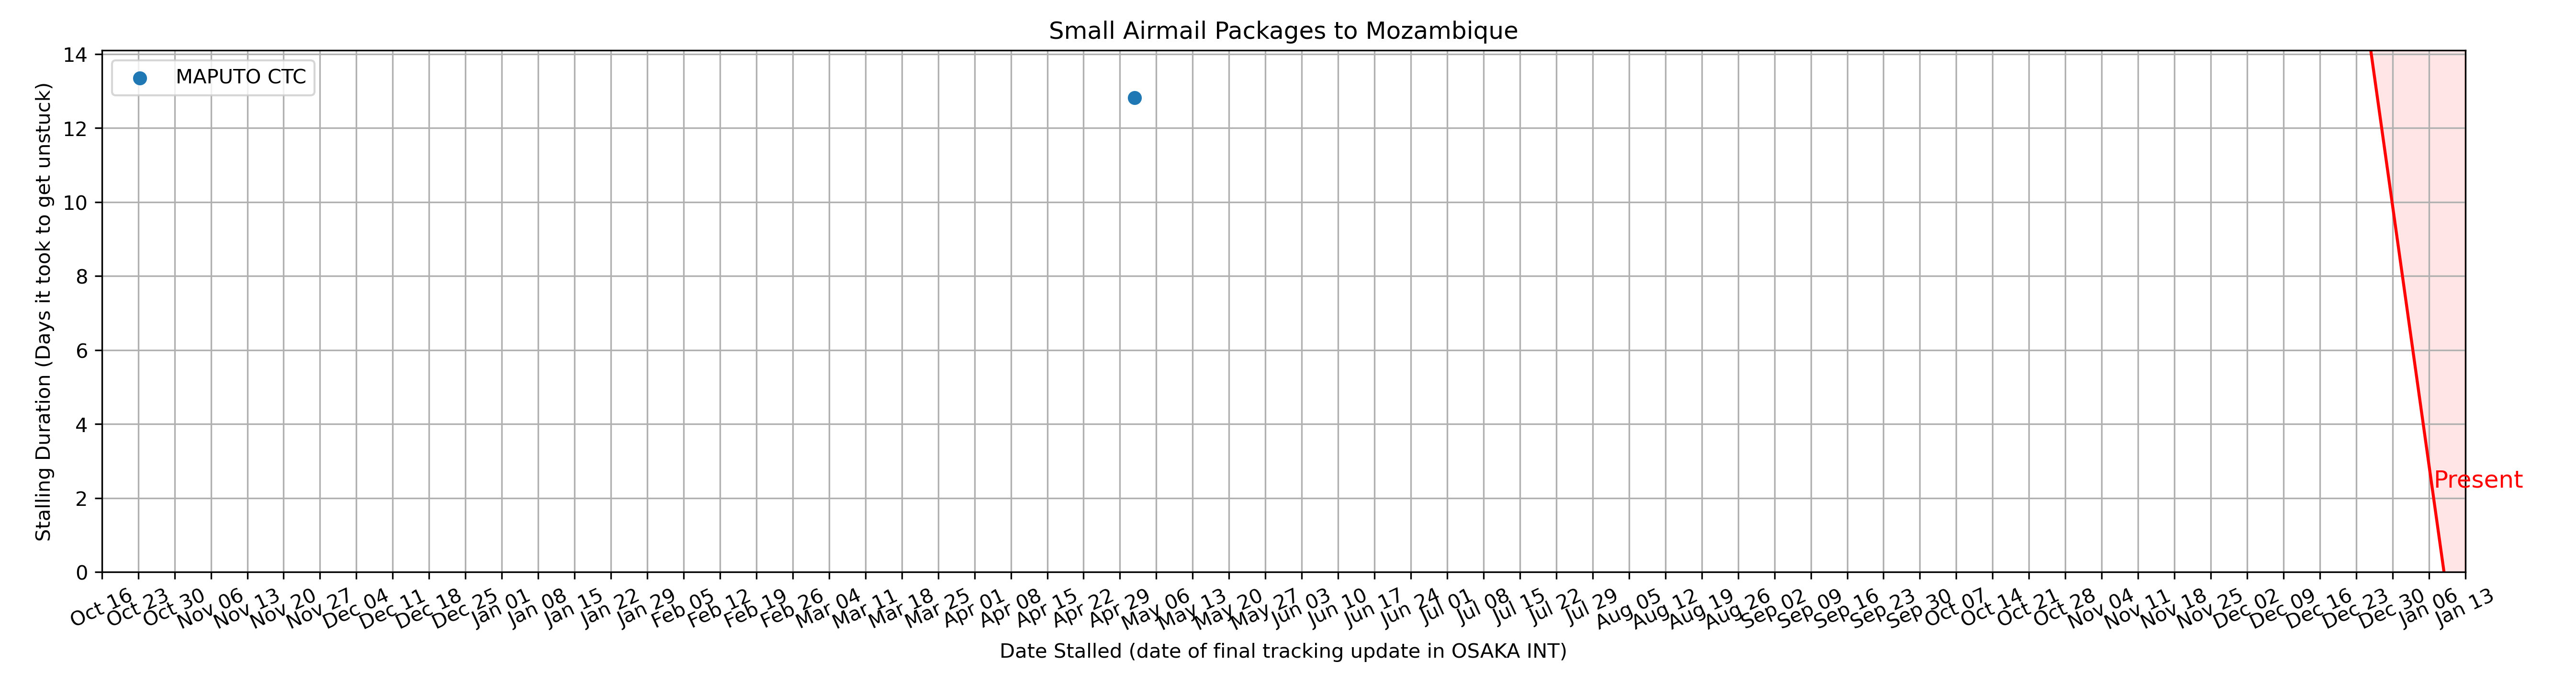 Small Airmail Packages to Mozambique
MAPUTO CTC
Stalling Duration (Days it took to get unstuck)
14
12
10
8
6
4
2
0
Present
Oct 16
Oct 23
Oct 30
Nov 06
Nov 13
Nov 20
Nov 27
Dec 04
Dec 11
Dec 18
Dec 25
Jan 01
Jan 08
Jan 15
Jan 22
Jan 29
Feb 05
Feb 12
Feb 19
Feb 26
Mar 04
Mar 11
Mar 18
Mar 25
Apr 01
Apr 08
Apr 15
Apr 22
Apr 29
May 06
May 13
May 20
May 27
Jun 03
Jun 10
Jun 17
Jun 24
Jul 01
Jul 08
Jul 15
Jul 22
Jul 29
Aug 05
Aug 12
Aug 19
Aug 26
Sep 02
Sep 09
Sep 16
Sep 23
Sep 30
Oct 07
Oct 14
Oct 21
Oct 28
Nov 04
Nov 11
Nov 18
Nov 25
Dec 02
Dec 09
Dec 16
Dec 23
Dec 30
Jan 06
Jan 13
Date Stalled (date of final tracking update in OSAKA INT)